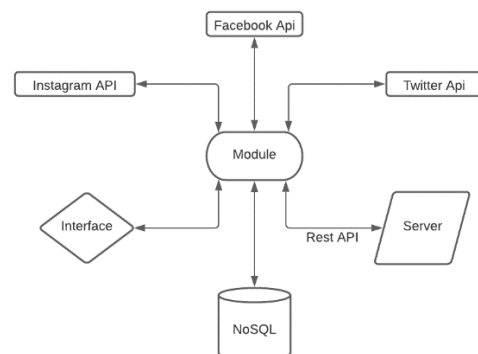 Facebook Api
Instagram API
Twitter Api
Module
Interface
Server
Rest API
NoSQL